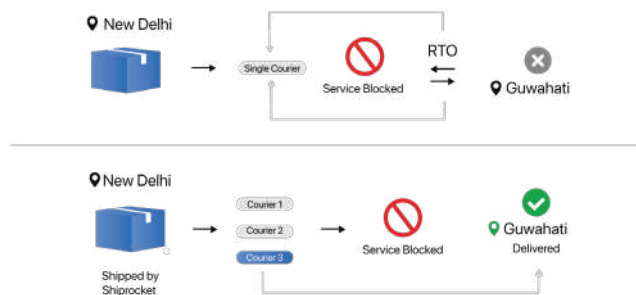 New Delhi
Single Courier
Service Blocked
RTO
Guwahati
New Delhi
Shipped by
Shiprocket
Courier 1
Courier 2
Courier 3
Service Blocked
Guwahati
Delivered